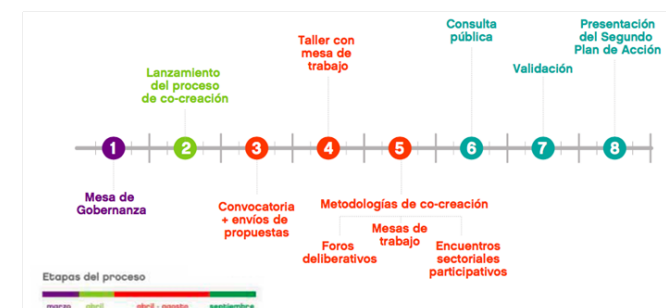 Consulta
pública
Presentación
del Segundo
Plan de Acción
Taller con
mesa de
trabajo
Validación
Lanzamiento
del proceso
de co-creación
1
2
3
4
5
6
7
8
Mesa de
Gobernanza
Convocatoria
+ envíos de
propuestas
Metodologías de co-creación
Foros
deliberativos
Mesas de
trabajo
Encuentros
sectoriales
participativos
Etapas del proceso
marzo
abril
abril - agosto
septiembre